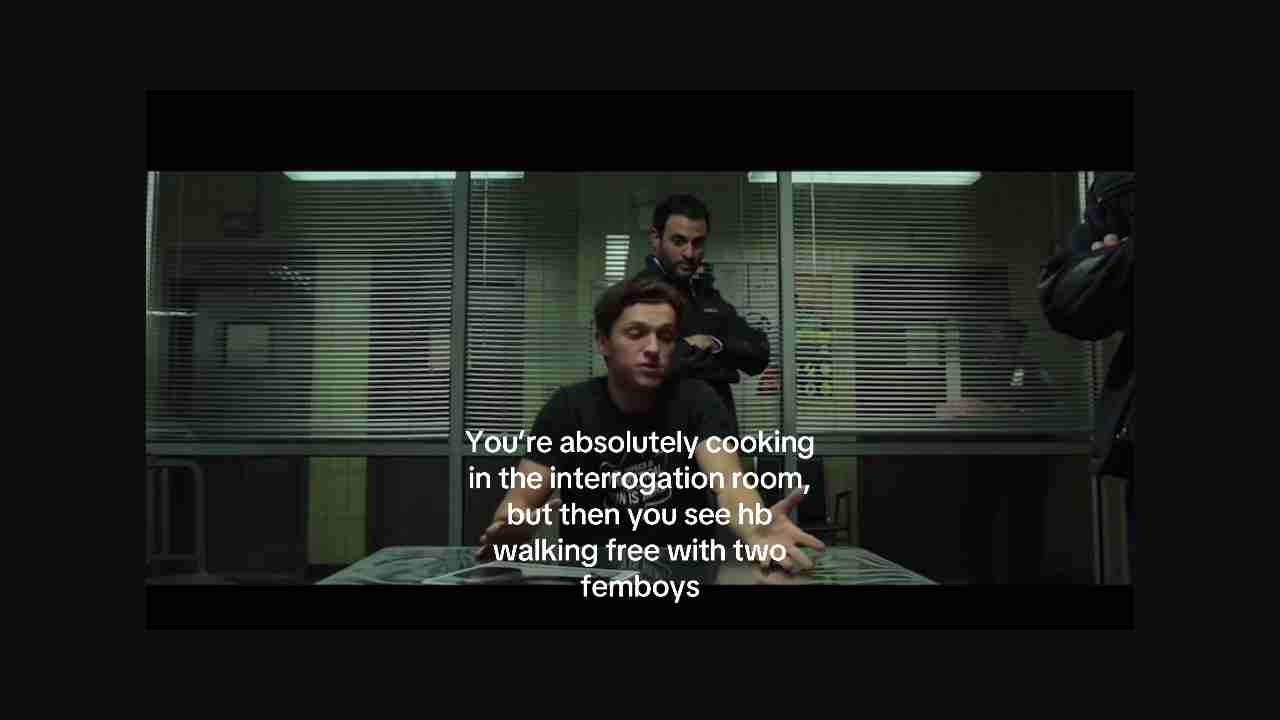 You’re absolutely cooking
in the interrogation room,
but then you see hb
walking free with two
femboys